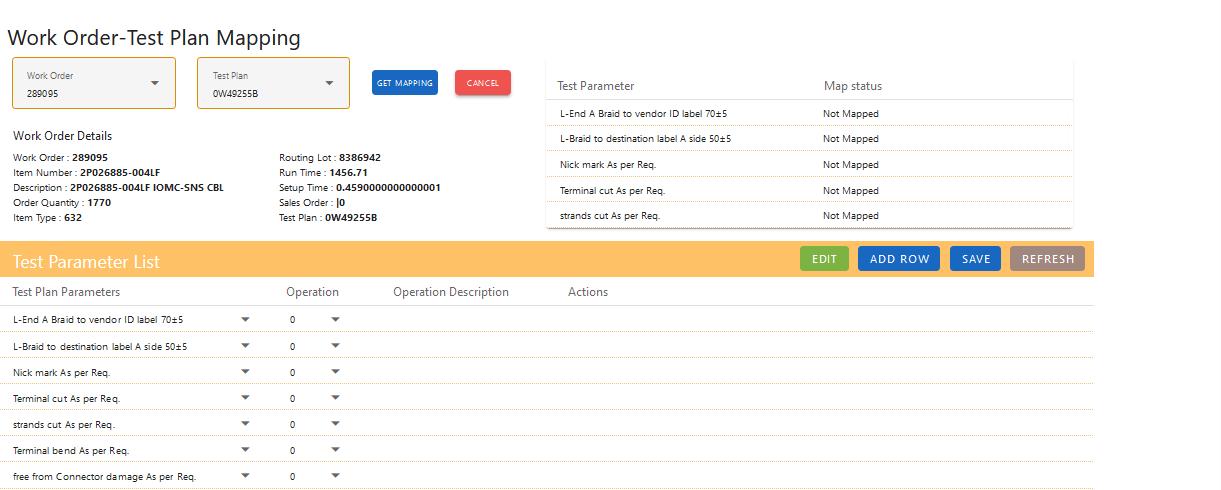 Work Order-Test Plan Mapping
Work Order
289095
Test Plan
0W49255B
GET MAPPING
CANCEL
Work Order Details
Work Order : 289095
Item Number : 2P026885-004LF
Description : 2P026885-004LF IOMC-SNS CBL
Order Quantity : 1770
Item Type : 632
Routing Lot : 8386942
Run Time : 1456.71
Setup Time : 0.4590000000000001
Sales Order : |0
Test Plan : 0W49255B
Test Parameter Map status
L-End A Braid to vendor ID label 70±5 Not Mapped
L-Braid to destination label A side 50±5 Not Mapped
Nick mark As per Req. Not Mapped
Terminal cut As per Req. Not Mapped
strands cut As per Req. Not Mapped
Test Parameter List
EDIT
ADD ROW
SAVE
REFRESH
Test Plan Parameters Operation Operation Description Actions
L-End A Braid to vendor ID label 70±5 0
L-Braid to destination label A side 50±5 0
Nick mark As per Req. 0
Terminal cut As per Req. 0
strands cut As per Req. 0
Terminal bend As per Req. 0
free from Connector damage As per Req. 0